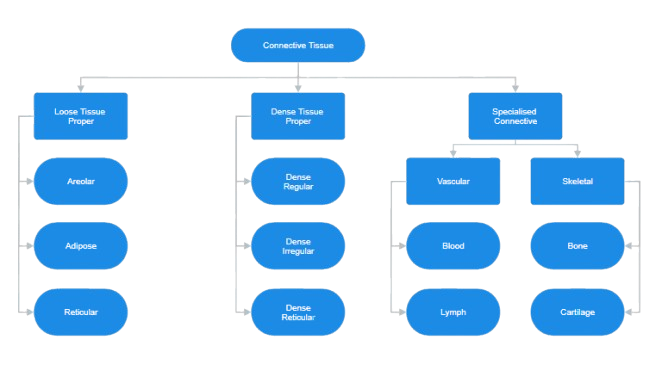 Connective Tissue
Loose Tissue
Proper
Dense Tissue
Proper
Specialised
Connective
Areolar
Dense
Regular
Vascular
Skeletal
Adipose
Dense
Irregular
Blood
Bone
Reticular
Dense
Reticular
Lymph
Cartilage